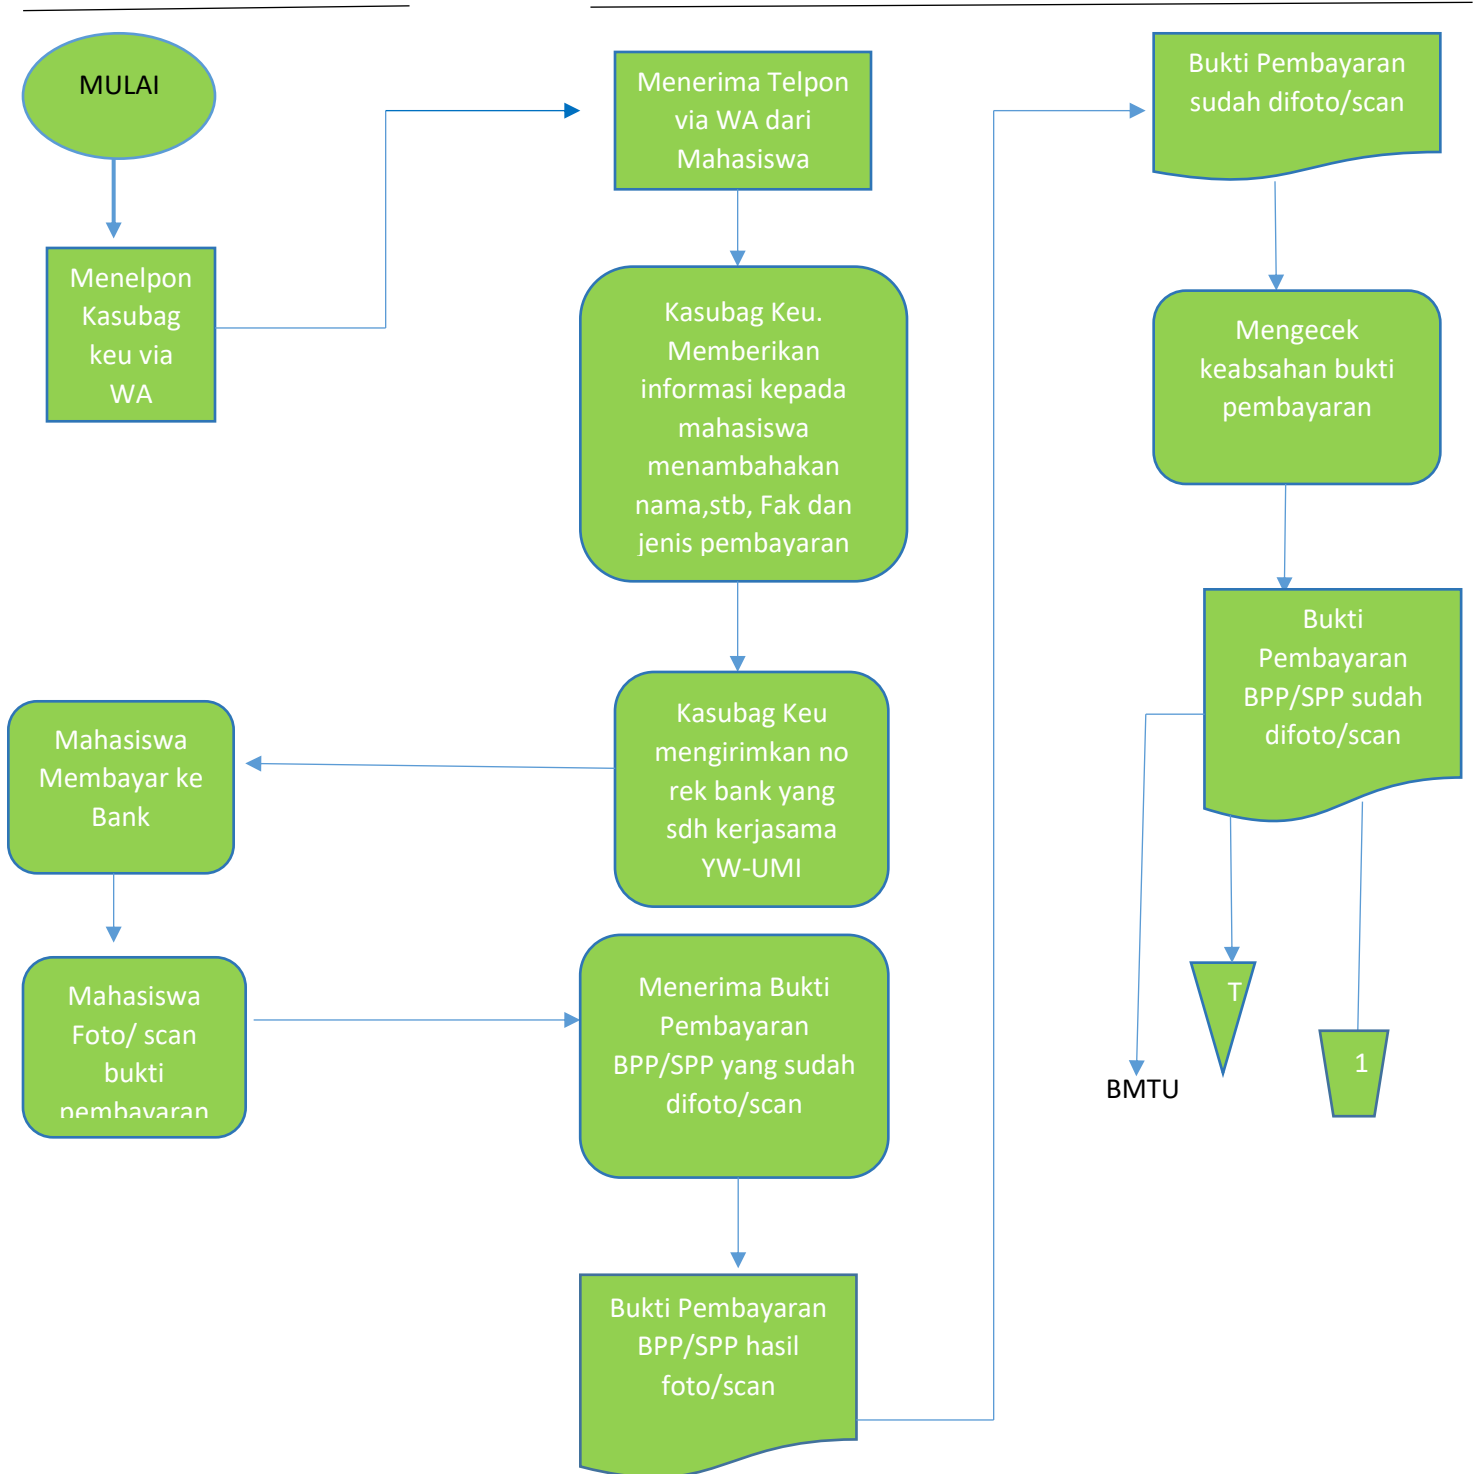 MULAI
Menelpon
Kasubag
keu via
WA
Mahasiswa
Membayar ke
Bank
Mahasiswa
Foto/ scan
bukti
pembayaran
Menerima Telpon
via WA dari
Mahasiswa
Kasubag Keu.
Memberikan
informasi kepada
mahasiswa
menambahakan
nama,stb, Fak dan
jenis pembayaran
Kasubag Keu
mengirimkan no
rek bank yang
sdh kerjasama
YW-UMI
Menerima Bukti
Pembayaran
BPP/SPP yang sudah
difoto/scan
Bukti Pembayaran
BPP/SPP hasil
foto/scan
Bukti Pembayaran
sudah difoto/scan
Mengecek
keabsahan bukti
pembayaran
Bukti
Pembayaran
BPP/SPP sudah
difoto/scan
BMTU
T
1